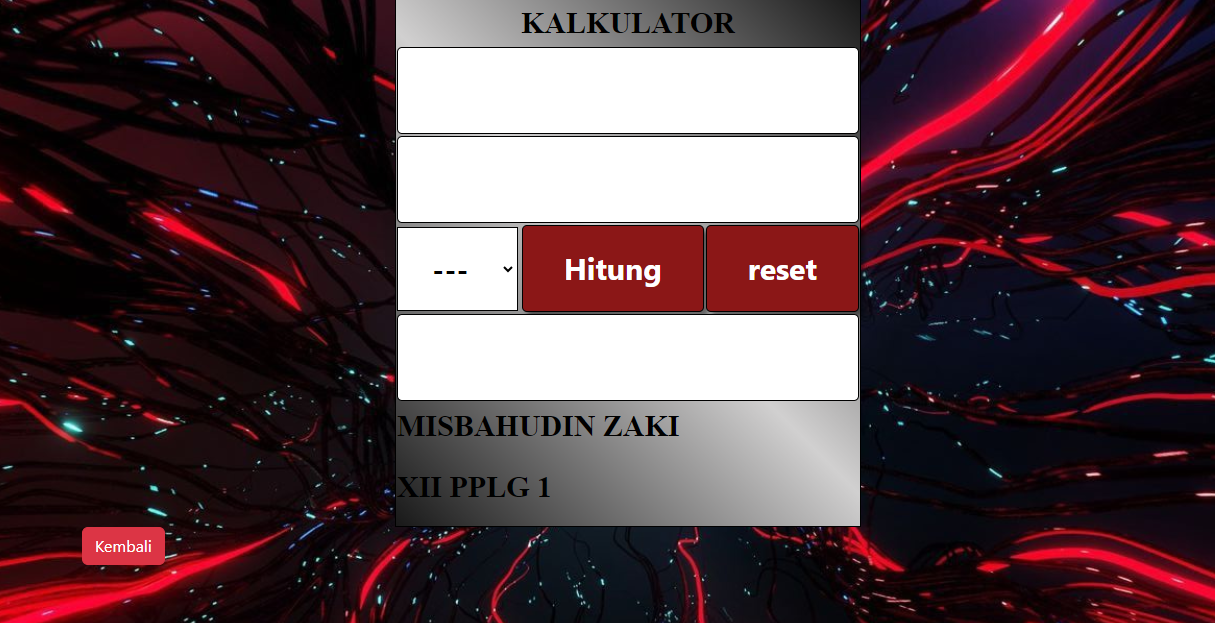 KALKULATOR
--- Hitung reset
MISBAHUDIN ZAKI
XII PPLG 1
Kembali